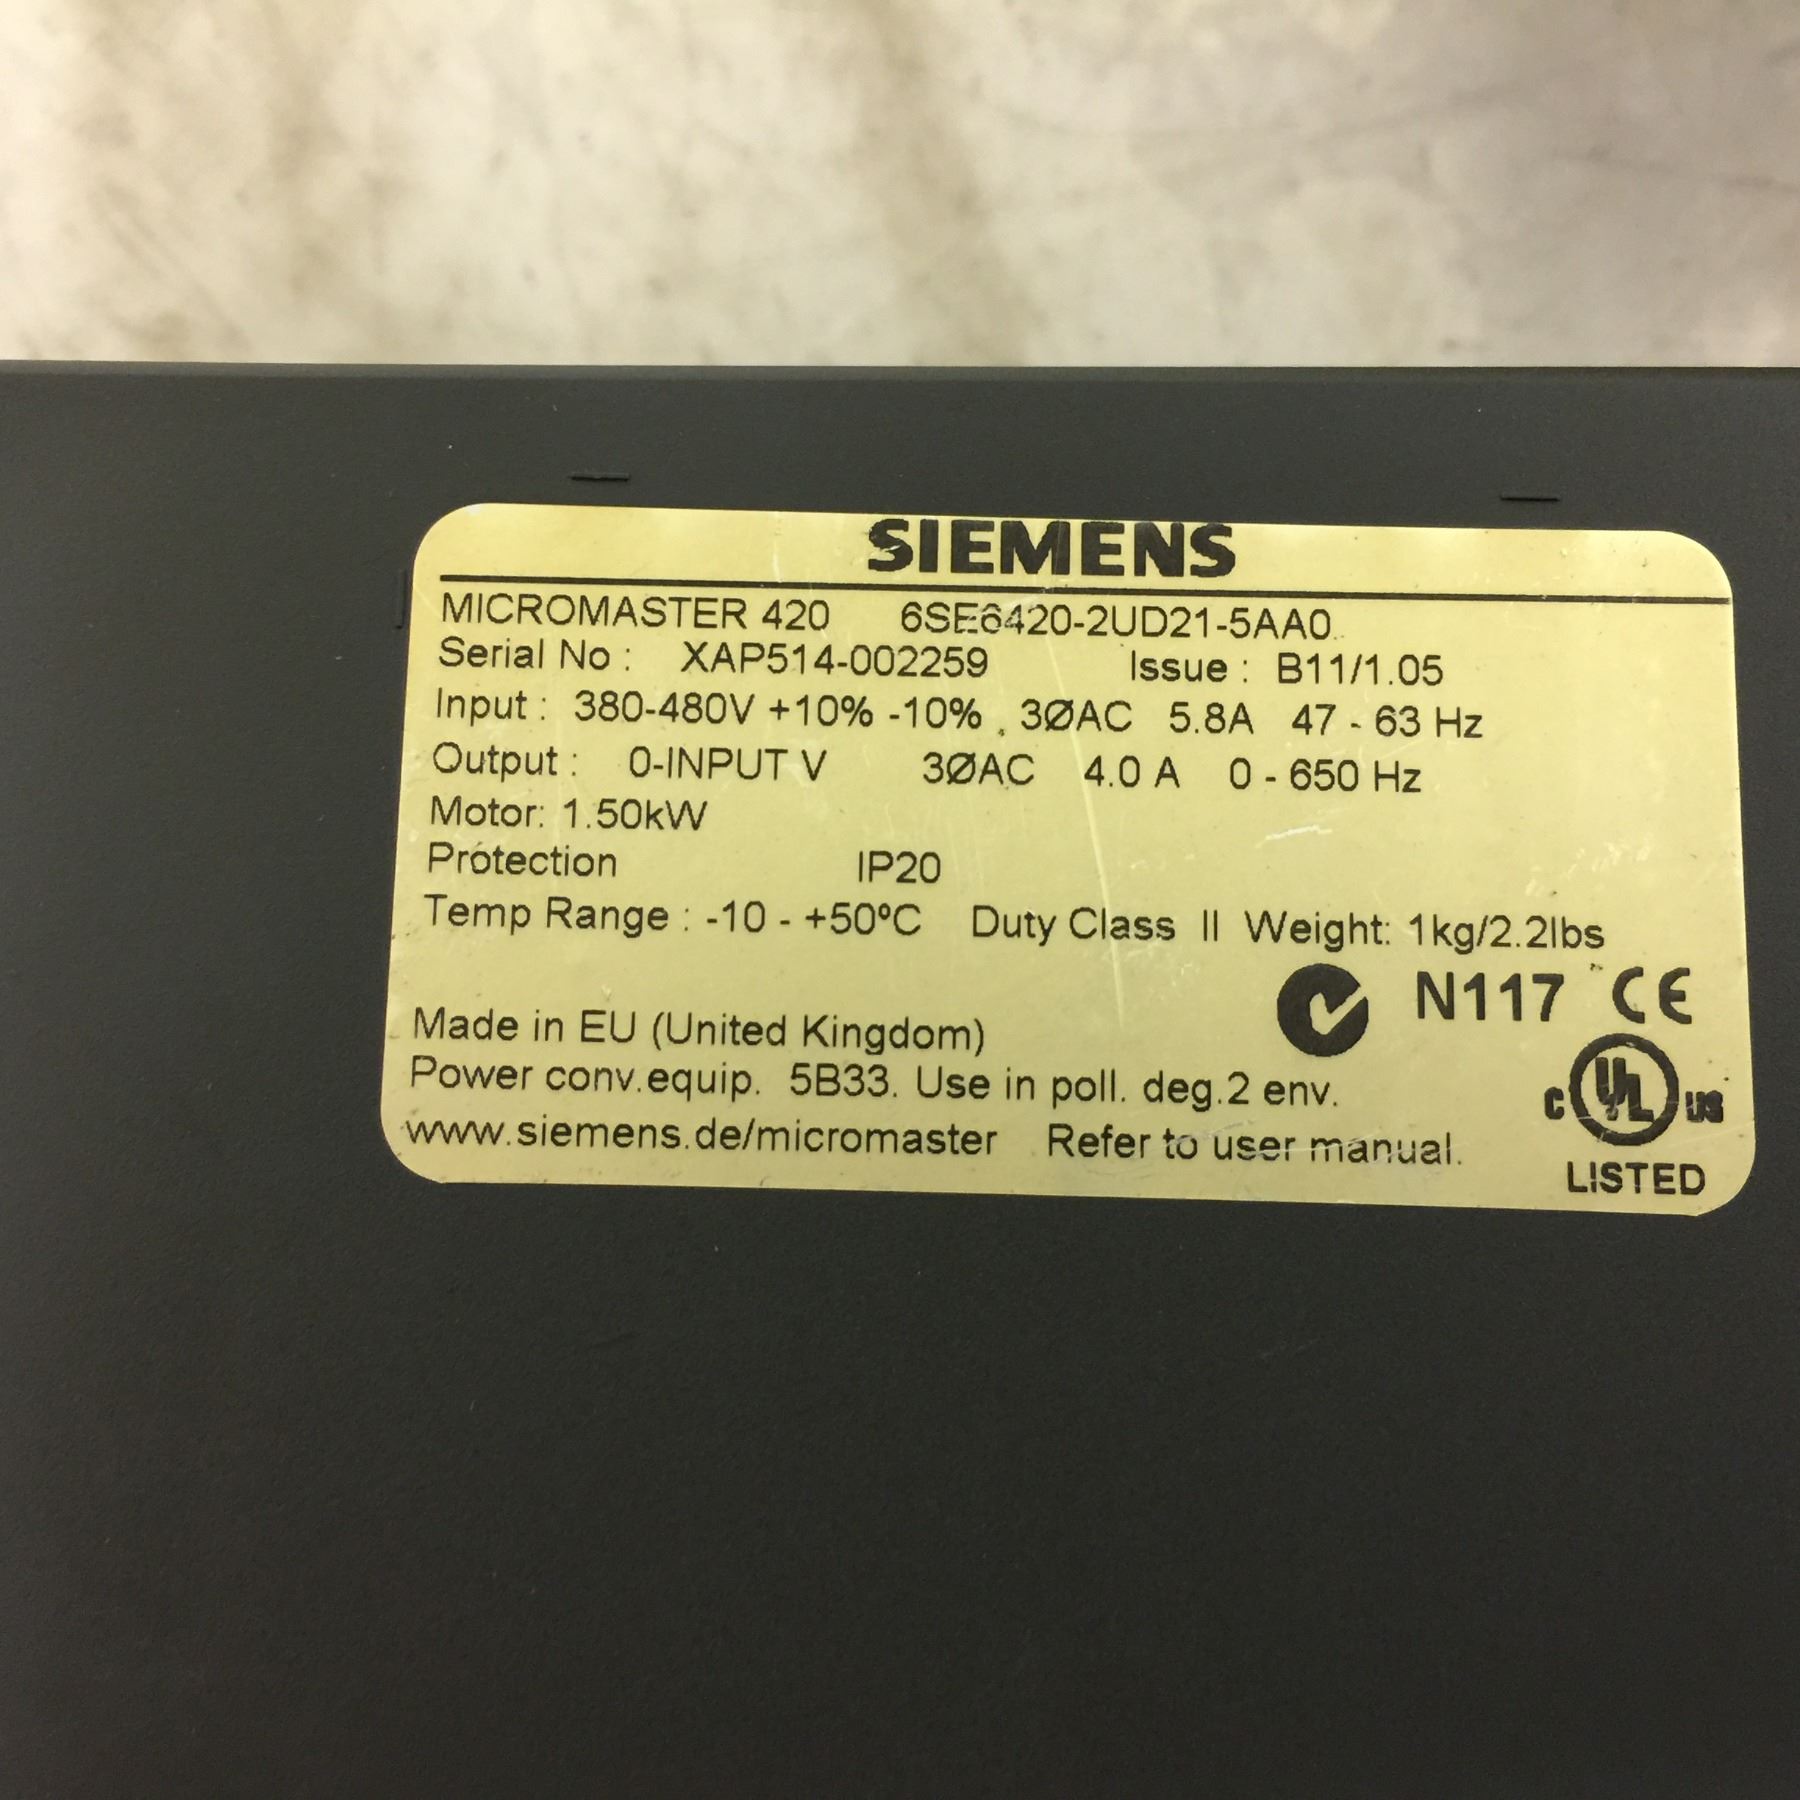 SIEMENS
MICROMASTER 420 6SE6420-2UD21-5AA0
Serial No : XAP514-002259 Issue : B11/1.05
Input : 380-480V +10% -10% , 3ØAC 5.8A 47 - 63 Hz
Output : 0-INPUT V 3ØAC 4.0 A 0 - 650 Hz
Motor: 1.50kW
Protection IP20
Temp Range : -10 - +50ºC Duty Class II Weight: 1kg/2.2lbs
N117 CE
Made in EU (United Kingdom)
Power conv.equip. 5B33. Use in poll. deg.2 env.
C UL US
www.siemens.de/micromaster Refer to user manual.
LISTED